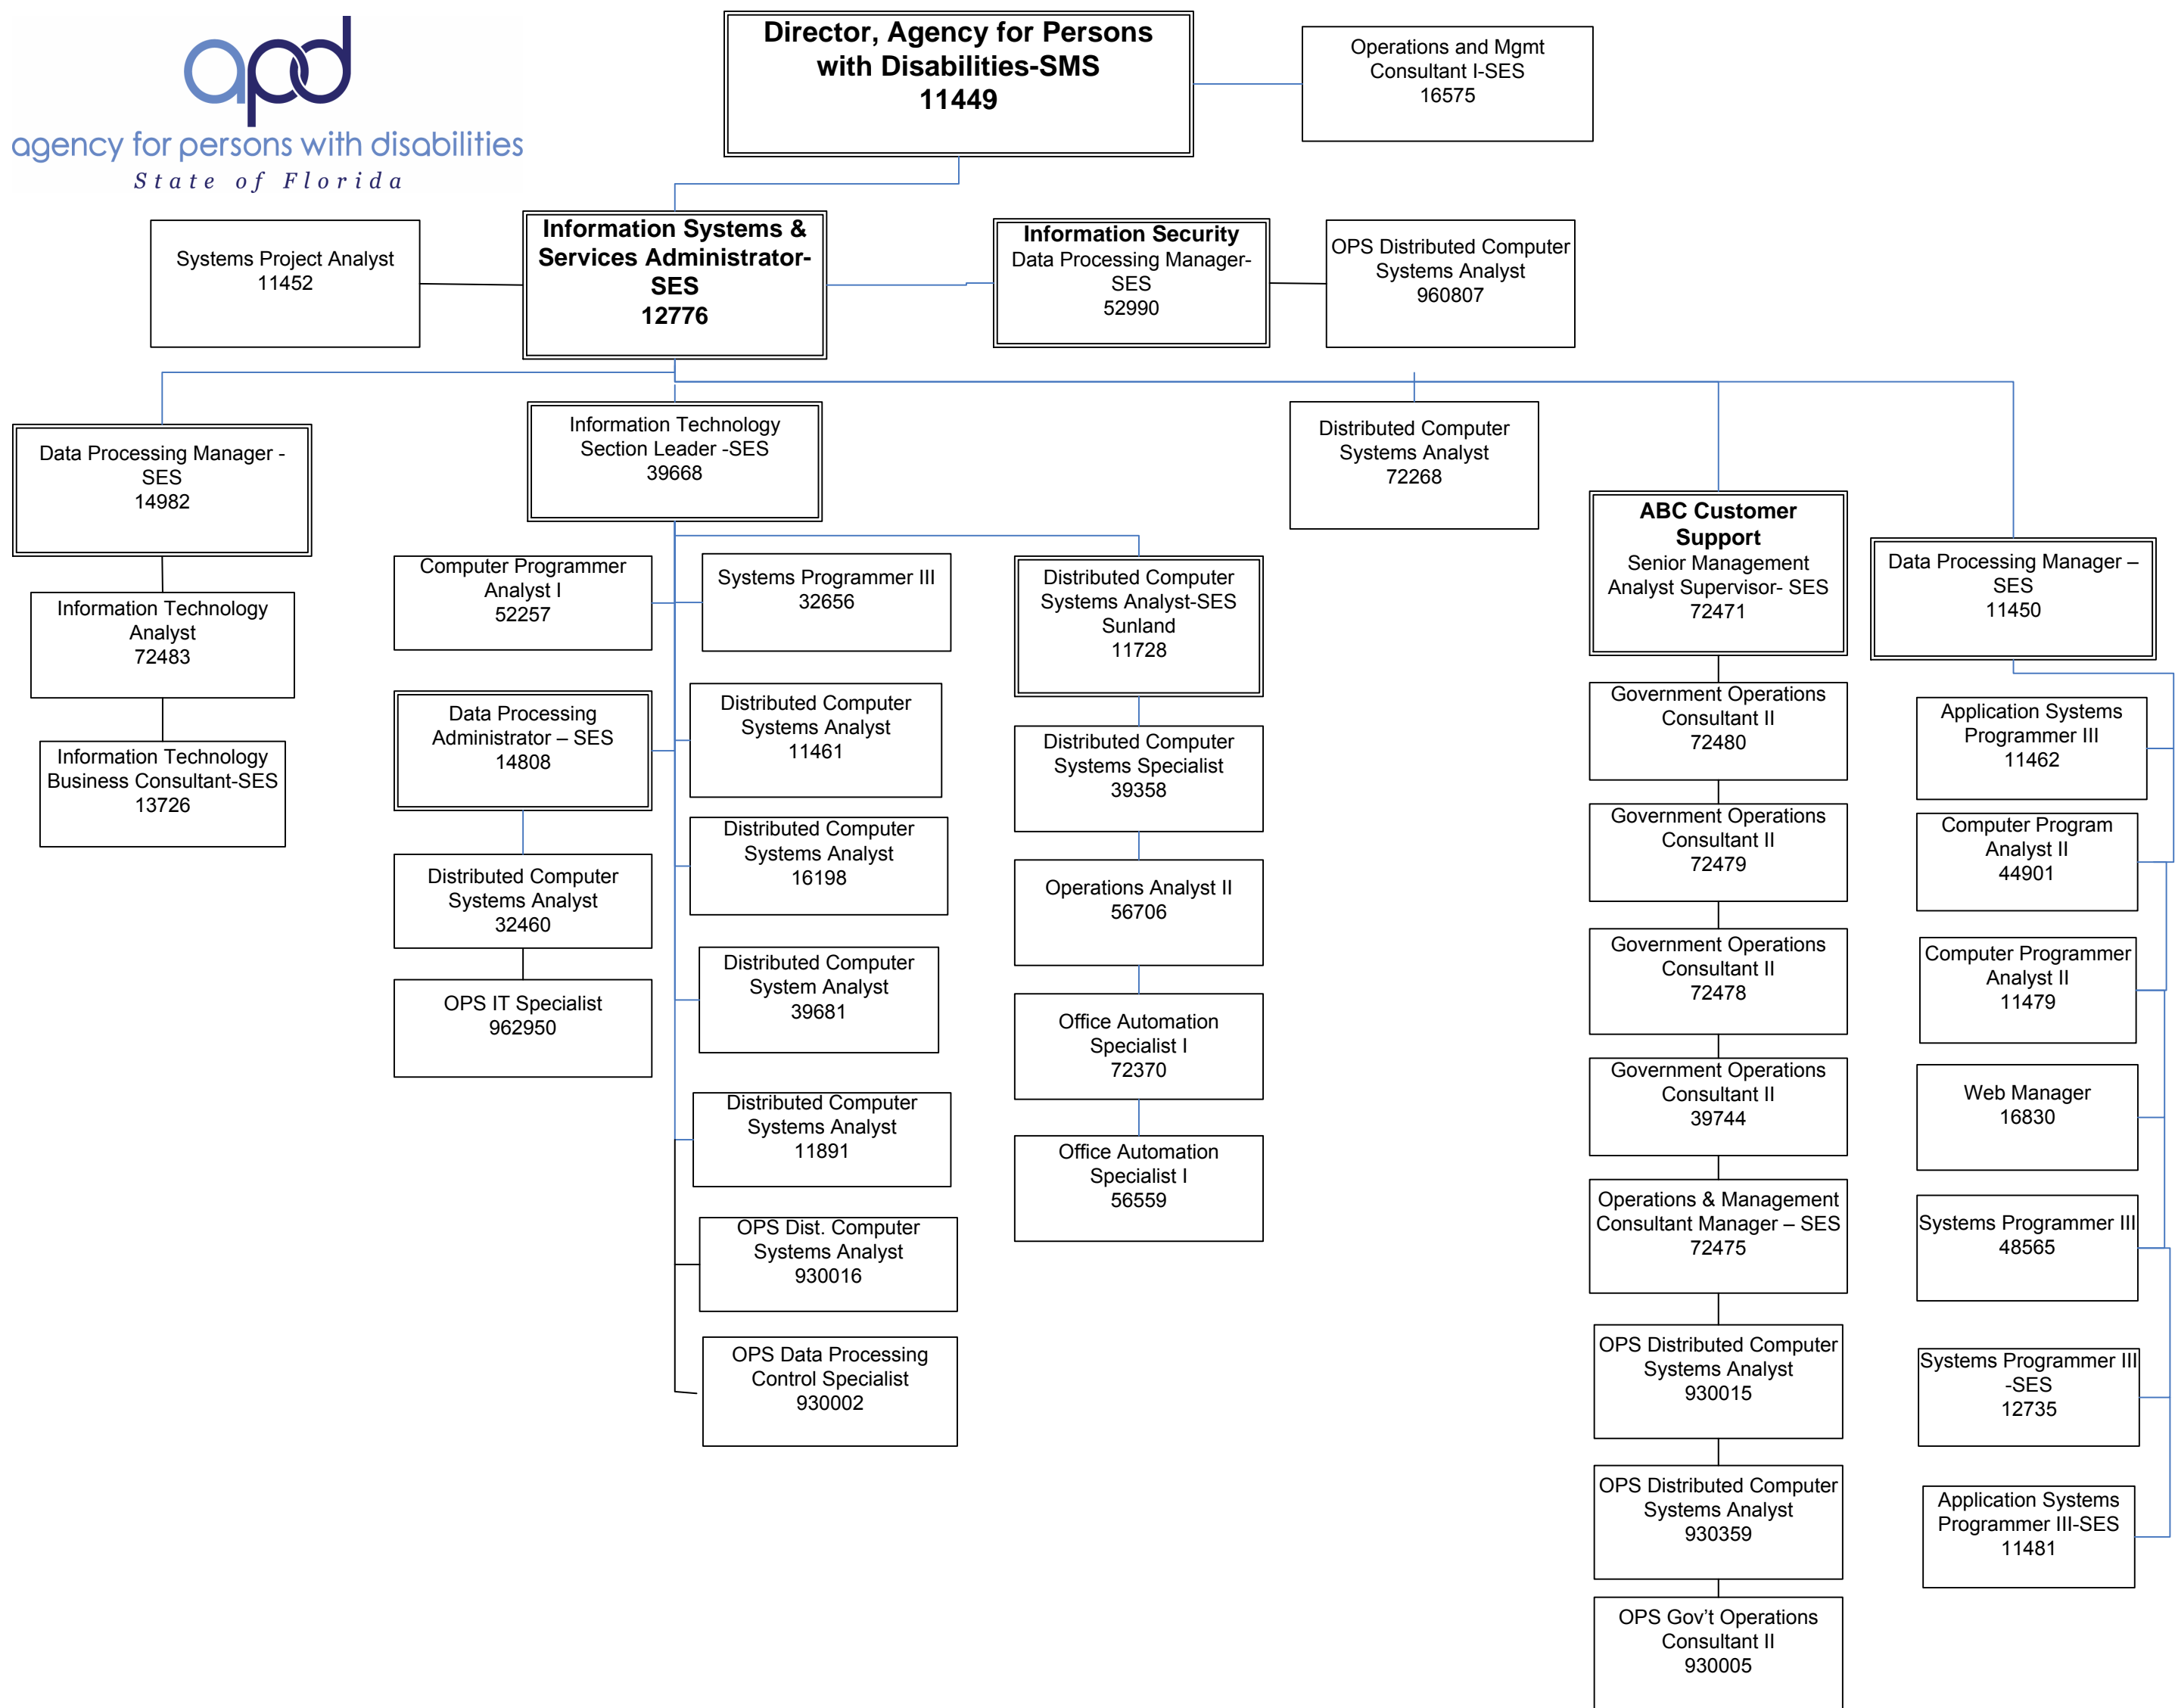 apd
agency for persons with disabilities
State of Florida
Director, Agency for Persons
with Disabilities-SMS
11449
Operations and Mgmt
Consultant I-SES
16575
Systems Project Analyst
11452
Information Systems &
Services Administrator-
SES
12776
Information Security
Data Processing Manager-
SES
52990
OPS Distributed Computer
Systems Analyst
960807
Data Processing Manager -
SES
14982
Information Technology
Analyst
72483
Information Technology
Business Consultant-SES
13726
Information Technology
Section Leader -SES
39668
Computer Programmer
Analyst I
52257
Data Processing
Administrator – SES
14808
Distributed Computer
Systems Analyst
32460
OPS IT Specialist
962950
Systems Programmer III
32656
Distributed Computer
Systems Analyst
11461
Distributed Computer
Systems Analyst
16198
Distributed Computer
System Analyst
39681
Distributed Computer
Systems Analyst
11891
OPS Dist. Computer
Systems Analyst
930016
OPS Data Processing
Control Specialist
930002
Distributed Computer
Systems Analyst-SES
Sunland
11728
Distributed Computer
Systems Specialist
39358
Operations Analyst II
56706
Office Automation
Specialist I
72370
Office Automation
Specialist I
56559
Distributed Computer
Systems Analyst
72268
ABC Customer
Support
Senior Management
Analyst Supervisor- SES
72471
Government Operations
Consultant II
72480
Government Operations
Consultant II
72479
Government Operations
Consultant II
72478
Government Operations
Consultant II
39744
Operations & Management
Consultant Manager – SES
72475
OPS Distributed Computer
Systems Analyst
930015
OPS Distributed Computer
Systems Analyst
930359
OPS Gov’t Operations
Consultant II
930005
Data Processing Manager –
SES
11450
Application Systems
Programmer III
11462
Computer Program
Analyst II
44901
Computer Programmer
Analyst II
11479
Web Manager
16830
Systems Programmer III
48565
Systems Programmer III
-SES
12735
Application Systems
Programmer III-SES
11481